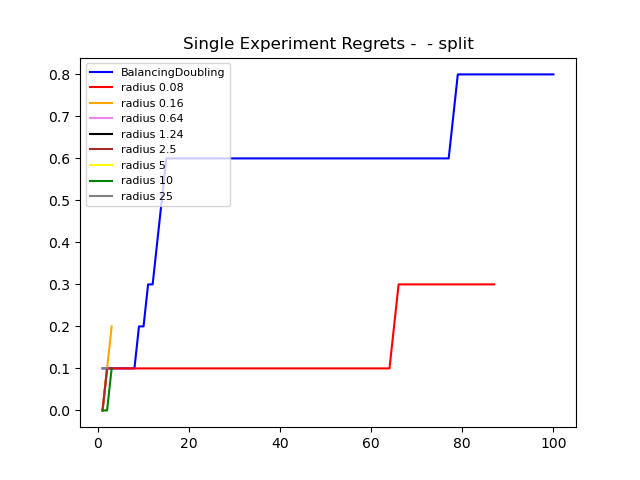 Single Experiment Regrets -  - split
BalancingDoubling
radius 0.08
radius 0.16
radius 0.64
radius 1.24
radius 2.5
radius 5
radius 10
radius 25
0.8
0.7
0.6
0.5
0.4
0.3
0.2
0.1
0.0
0 20 40 60 80 100